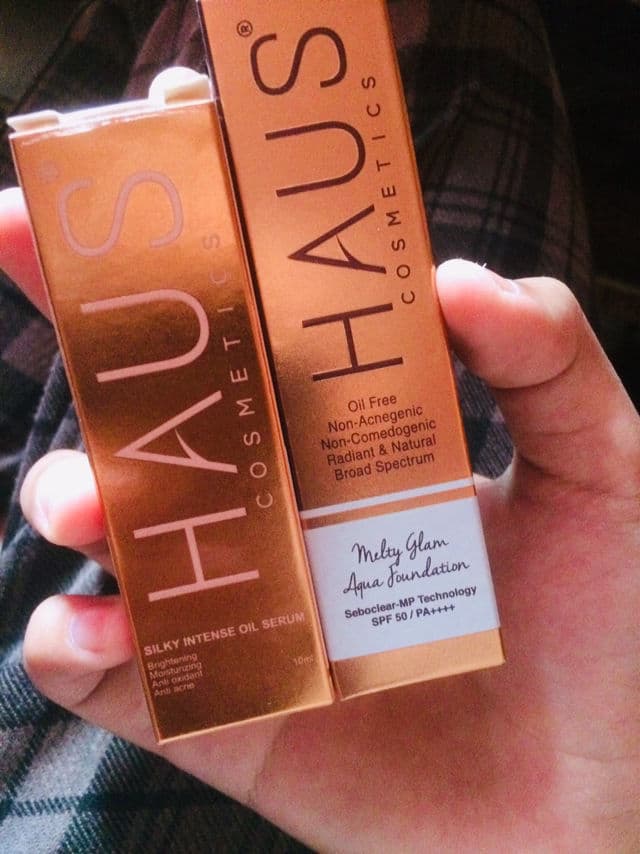 HAUS®
COSMETICS
SILKY INTENSE OIL SERUM
Brightening
Moisturizing
Anti oxidant
Anti acne
10ml
HAUS®
COSMETICS
Oil Free
Non-Acnegenic
Non-Comedogenic
Radiant & Natural
Broad Spectrum
Melty Glam
Aqua Foundation
Seboclear-MP Technology
SPF 50 / PA++++